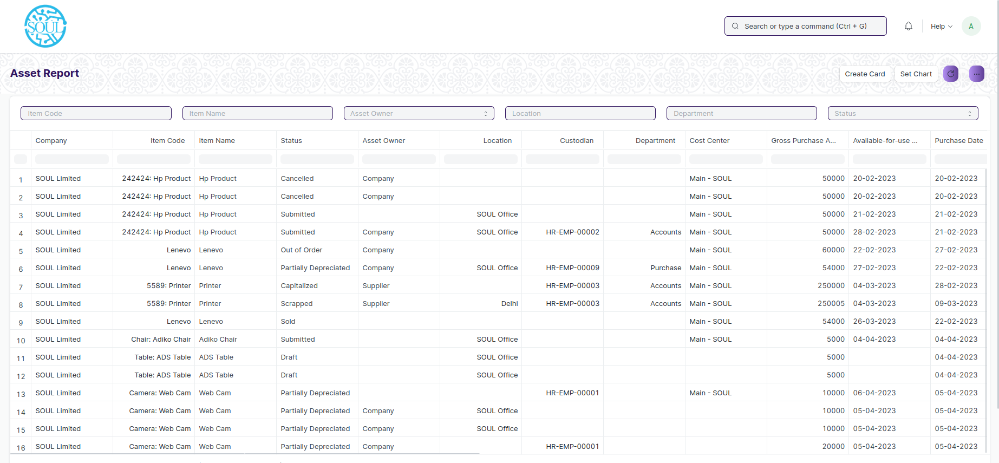 SOUL
Search or type a command (Ctrl + G)
Help
A
Asset Report
Create Card
Set Chart
Item Code
Item Name
Asset Owner
Location
Department
Status
Company Item Code Item Name Status Asset Owner Location Custodian Department Cost Center Gross Purchase A... Available-for-use ... Purchase Date
1 SOUL Limited 242424: Hp Product Hp Product Cancelled Company Main - SOUL 50000 20-02-2023 20-02-2023
2 SOUL Limited 242424: Hp Product Hp Product Cancelled Company Main - SOUL 50000 20-02-2023 20-02-2023
3 SOUL Limited 242424: Hp Product Hp Product Submitted SOUL Office Main - SOUL 50000 21-02-2023 21-02-2023
4 SOUL Limited 242424: Hp Product Hp Product Submitted Company SOUL Office HR-EMP-00002 Accounts Main - SOUL 50000 28-02-2023 21-02-2023
5 SOUL Limited Lenevo Lenevo Out of Order Company Main - SOUL 60000 22-02-2023 27-02-2023
6 SOUL Limited Lenevo Lenevo Partially Depreciated Company SOUL Office HR-EMP-00009 Purchase Main - SOUL 54000 27-02-2023 22-02-2023
7 SOUL Limited 5589: Printer Printer Capitalized Supplier HR-EMP-00003 Accounts Main - SOUL 250000 04-03-2023 28-02-2023
8 SOUL Limited 5589: Printer Printer Scrapped Supplier Delhi HR-EMP-00003 Accounts Main - SOUL 250005 04-03-2023 09-03-2023
9 SOUL Limited Lenevo Lenevo Sold Main - SOUL 54000 26-03-2023 22-02-2023
10 SOUL Limited Chair: Adiko Chair Adiko Chair Submitted SOUL Office Main - SOUL 5000 04-04-2023 04-04-2023
11 SOUL Limited Table: ADS Table ADS Table Draft SOUL Office 5000 04-04-2023
12 SOUL Limited Table: ADS Table ADS Table Draft SOUL Office 5000 04-04-2023
13 SOUL Limited Camera: Web Cam Web Cam Partially Depreciated HR-EMP-00001 Main - SOUL 10000 06-04-2023 05-04-2023
14 SOUL Limited Camera: Web Cam Web Cam Partially Depreciated Company SOUL Office 10000 05-04-2023 05-04-2023
15 SOUL Limited Camera: Web Cam Web Cam Partially Depreciated Company SOUL Office 10000 05-04-2023 05-04-2023
16 SOUL Limited Camera: Web Cam Web Cam Partially Depreciated Company HR-EMP-00001 20000 05-04-2023 05-04-2023